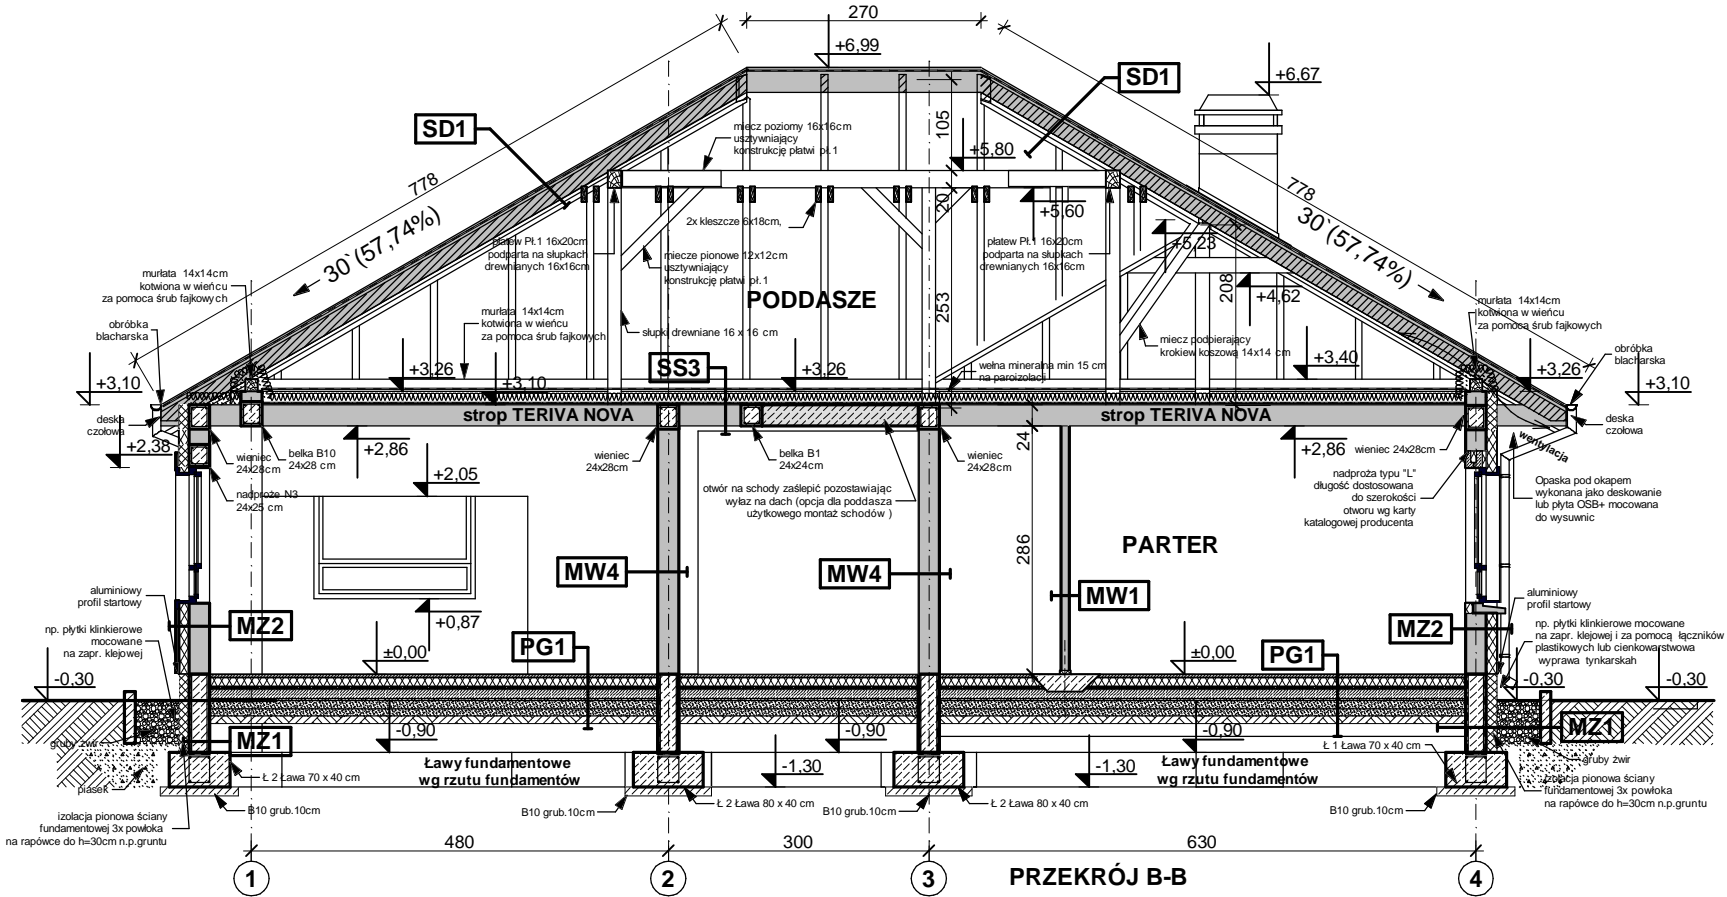 270
+6,99
+6,67
SD1
SD1
miecz poziomy 16x16cm
usztywniający
konstrukcję płatwi pł.1
105
+5,80
778
778
30`(57,74%)
30`(57,74%)
20
+5,60
2x kleszcze 6x18cm,
+5,23
płatew Pł.1 16x20cm
podparta na słupkach
drewnianych 16x16cm
miecze pionowe 12x12cm
usztywniający
konstrukcję płatwi pł.1
płatew Pł.1 16x20cm
podparta na słupkach
drewnianych 16x16cm
murłata 14x14cm
kotwiona w wieńcu
za pomoca śrub fajkowych
PODDASZE
253
208
+4,62
murłata 14x14cm
kotwiona w wieńcu
za pomoca śrub fajkowych
obróbka
blacharska
murłata 14x14cm
kotwiona w wieńcu
za pomoca śrub fajkowych
słupki drewniane 16 x 16 cm
miecz podbierający
krokiew koszową 14x14 cm
obróbka
blacharska
+3,10
+3,26
+3,10
SS3
+3,26
wełna mineralna min 15 cm
na paroizolacji
+3,40
+3,26
+3,10
deska
czołowa
strop TERIVA NOVA
strop TERIVA NOVA
deska
czołowa
+2,38
wieniec
24x28cm
belka B10
24x28 cm
+2,86
wieniec
24x28cm
belka B1
24x24cm
wieniec
24x28cm
24
+2,86
wieniec 24x28cm
wentylacja
nadproże N3
24x25 cm
+2,05
otwór na schody zaślepić pozostawiając
wyłaz na dach (opcja dla poddasza
użytkowego montaż schodów )
nadproża typu "L"
długość dostosowana
do szerokości
otworu wg karty
katalogowej producenta
Opaska pod okapem
wykonana jako deskowanie
lub płyta OSB+ mocowana
do wysuwnic
286
PARTER
MW4
MW4
MW1
aluminiowy
profil startowy
+0,87
aluminiowy
profil startowy
MZ2
MZ2
np. płytki klinkierowe
mocowane
na zapr. klejowej
np. płytki klinkierowe mocowane
na zapr. klejowej i za pomocą łączników
plastikowych lub cienkowarstwowa
wyprawa tynkarskah
PG1
PG1
±0,00
±0,00
-0,30
-0,30
-0,30
MZ1
MZ1
-0,90
-0,90
-0,90
gruby żwir
gruby żwir
Ł 1 Ława 70 x 40 cm
Ławy fundamentowe
wg rzutu fundamentów
Ławy fundamentowe
wg rzutu fundamentów
-1,30
-1,30
piasek
Ł 2 Ława 70 x 40 cm
izolacja pionowa ściany
fundamentowej 3x powłoka
na rapówce do h=30cm n.p.gruntu
B10 grub.10cm
B10 grub.10cm
Ł 2 Ława 80 x 40 cm
B10 grub.10cm
Ł 2 Ława 80 x 40 cm
B10 grub.10cm
izolacja pionowa ściany
fundamentowej 3x powłoka
na rapówce do h=30cm n.p.gruntu
480
300
630
1
2
3
4
PRZEKRÓJ B-B